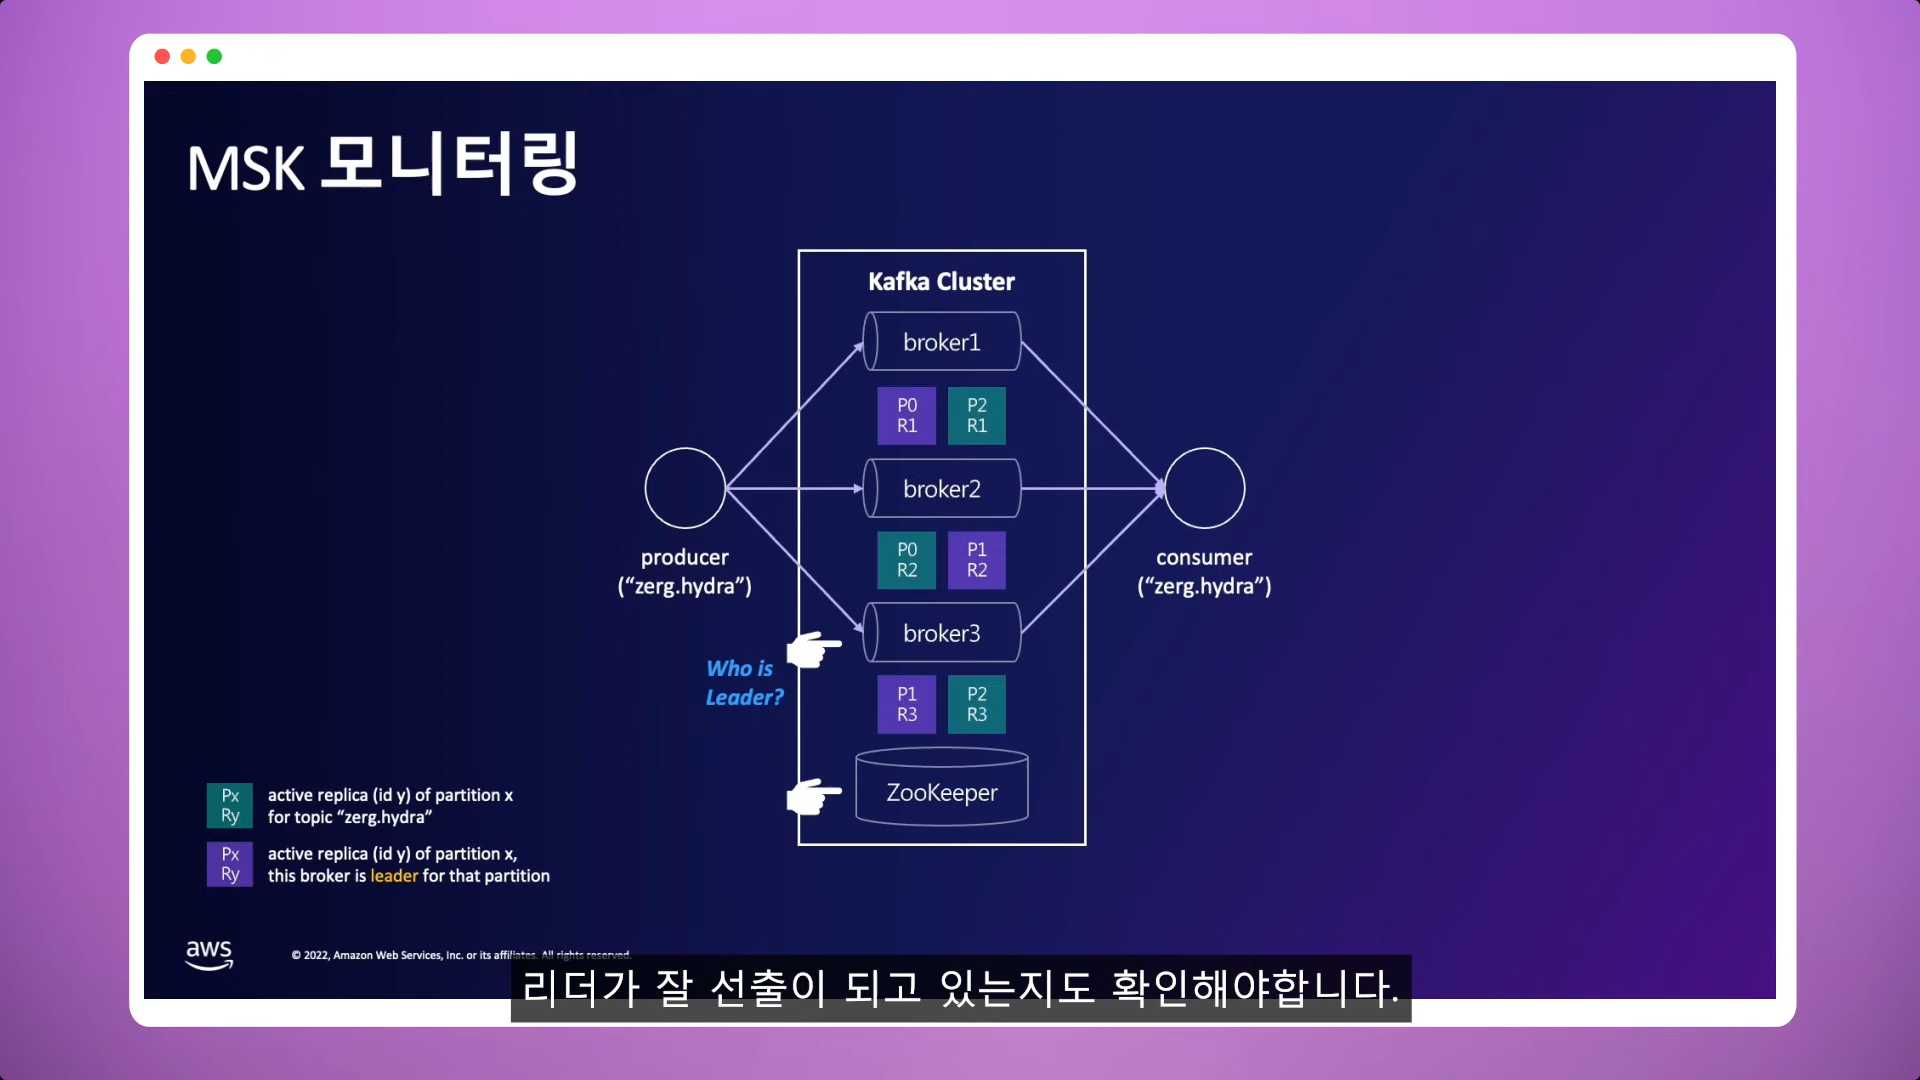 MSK 모니터링
Kafka Cluster
broker1
P0
R1
P2
R1
broker2
P0
R2
P1
R2
producer
(“zerg.hydra”)
consumer
(“zerg.hydra”)
broker3
Who is
Leader?
P1
R3
P2
R3
ZooKeeper
Px
Ry
active replica (id y) of partition x
for topic “zerg.hydra”
Px
Ry
active replica (id y) of partition x,
this broker is leader for that partition
aws
© 2022, Amazon Web Services, Inc. or its affiliates. All rights reserved.
리더가 잘 선출이 되고 있는지도 확인해야합니다.